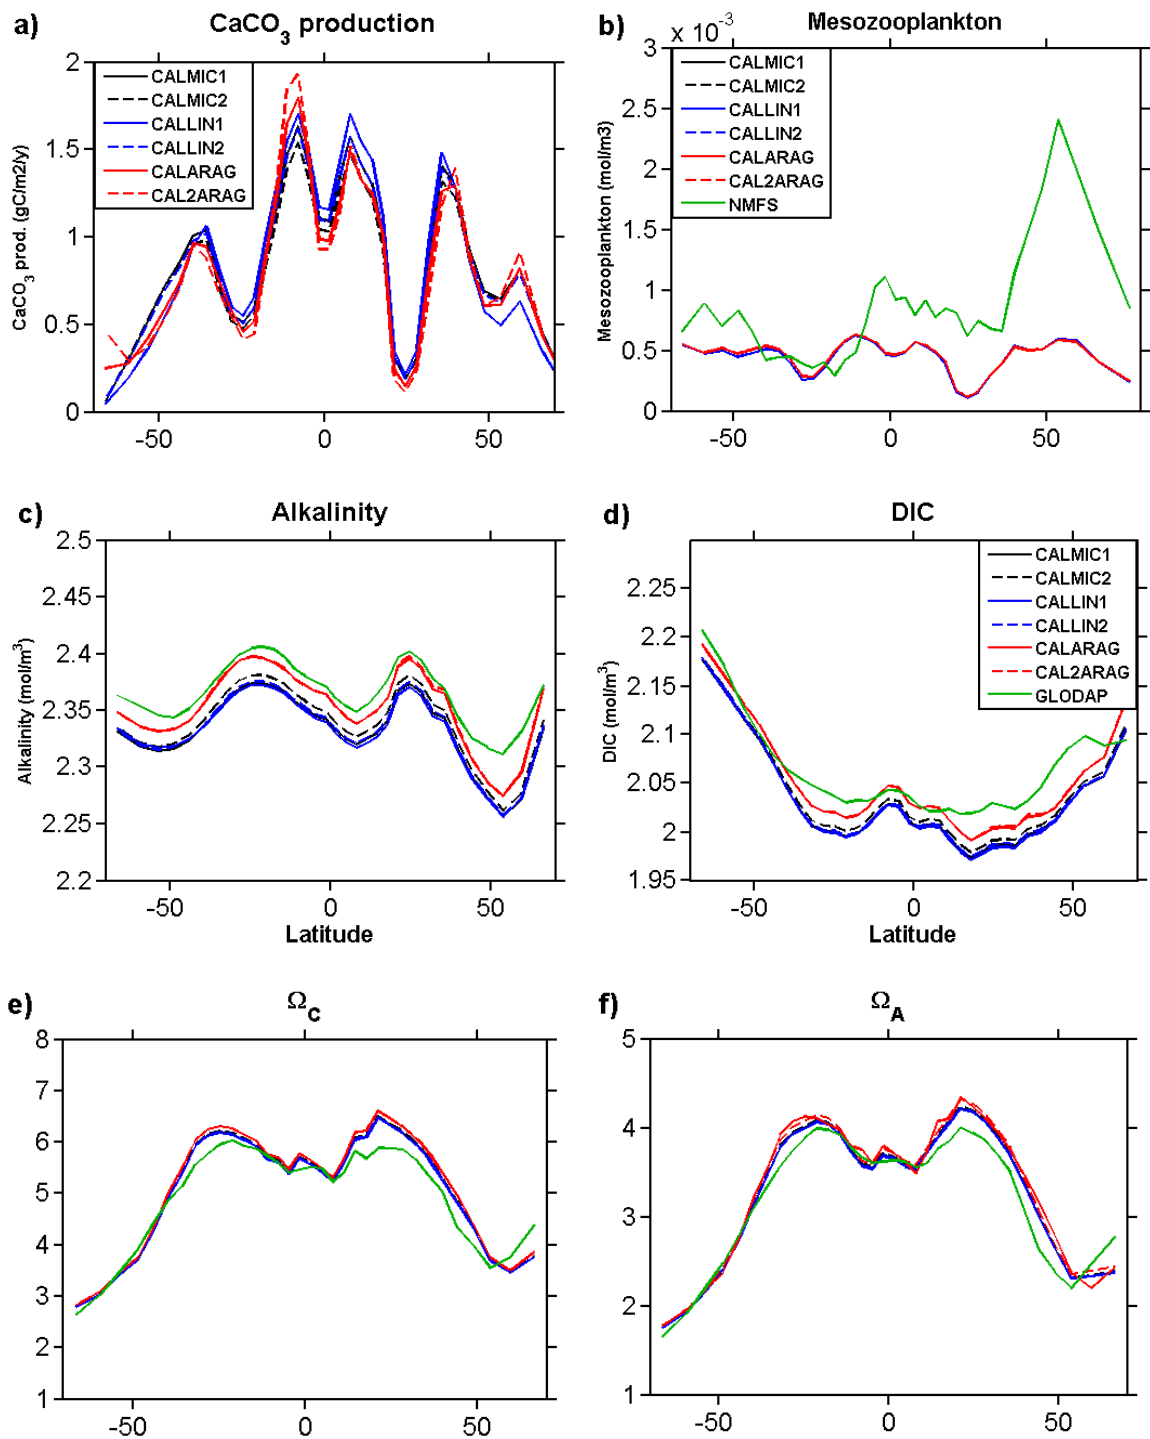 a) CaCO3 production
CaCO3 prod. (gC/m2/y)
2
1.5
1
0.5
0
-50 0 50
CALMIC1
CALMIC2
CALLIN1
CALLIN2
CALARAG
CAL2ARAG
b) Mesozooplankton
x 10-3
Mesozooplankton (mol/m3)
3
2.5
2
1.5
1
0.5
0
-50 0 50
CALMIC1
CALMIC2
CALLIN1
CALLIN2
CALARAG
CAL2ARAG
NMFS
c) Alkalinity
Alkalinity (mol/m3)
2.5
2.45
2.4
2.35
2.3
2.25
2.2
-50 0 50
Latitude
d) DIC
DIC (mol/m3)
2.25
2.2
2.15
2.1
2.05
2
1.95
-50 0 50
Latitude
CALMIC1
CALMIC2
CALLIN1
CALLIN2
CALARAG
CAL2ARAG
GLODAP
e) ΩC
8
7
6
5
4
3
2
1
-50 0 50
f) ΩA
5
4
3
2
1
-50 0 50